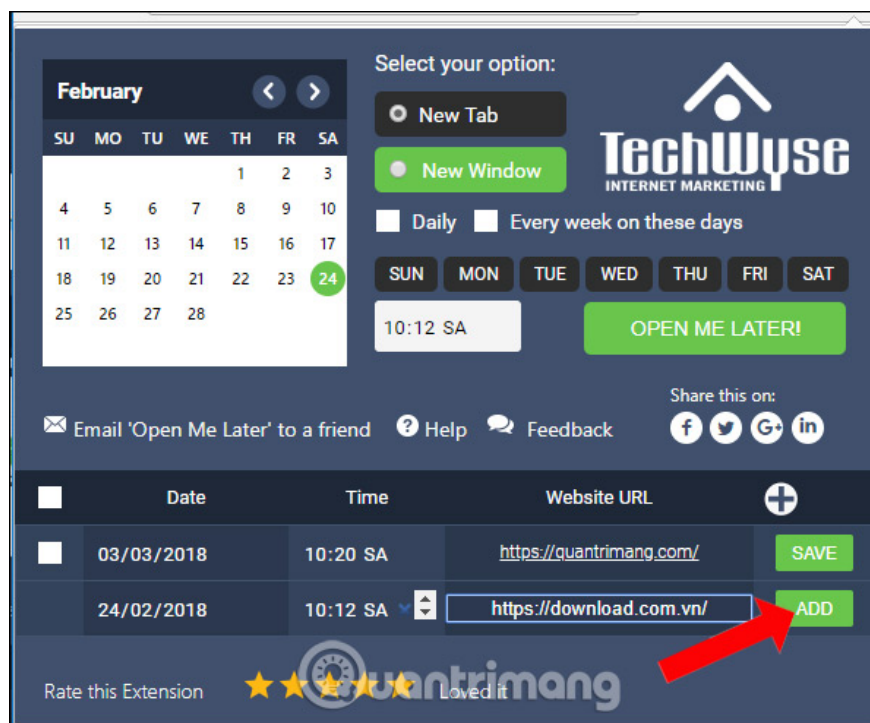 February
SU MO TU WE TH FR SA
1 2 3
4 5 6 7 8 9 10
11 12 13 14 15 16 17
18 19 20 21 22 23 24
25 26 27 28
Select your option:
New Tab
New Window
TechWyse
INTERNET MARKETING
Daily Every week on these days
SUN MON TUE WED THU FRI SAT
10:12 SA OPEN ME LATER!
Share this on:
Email 'Open Me Later' to a friend ? Help Feedback f G+ in
Date Time Website URL
03/03/2018 10:20 SA https://quantrimang.com/ SAVE
24/02/2018 10:12 SA https://download.com.vn/ ADD
Rate this Extension Loved it
Quantrimang